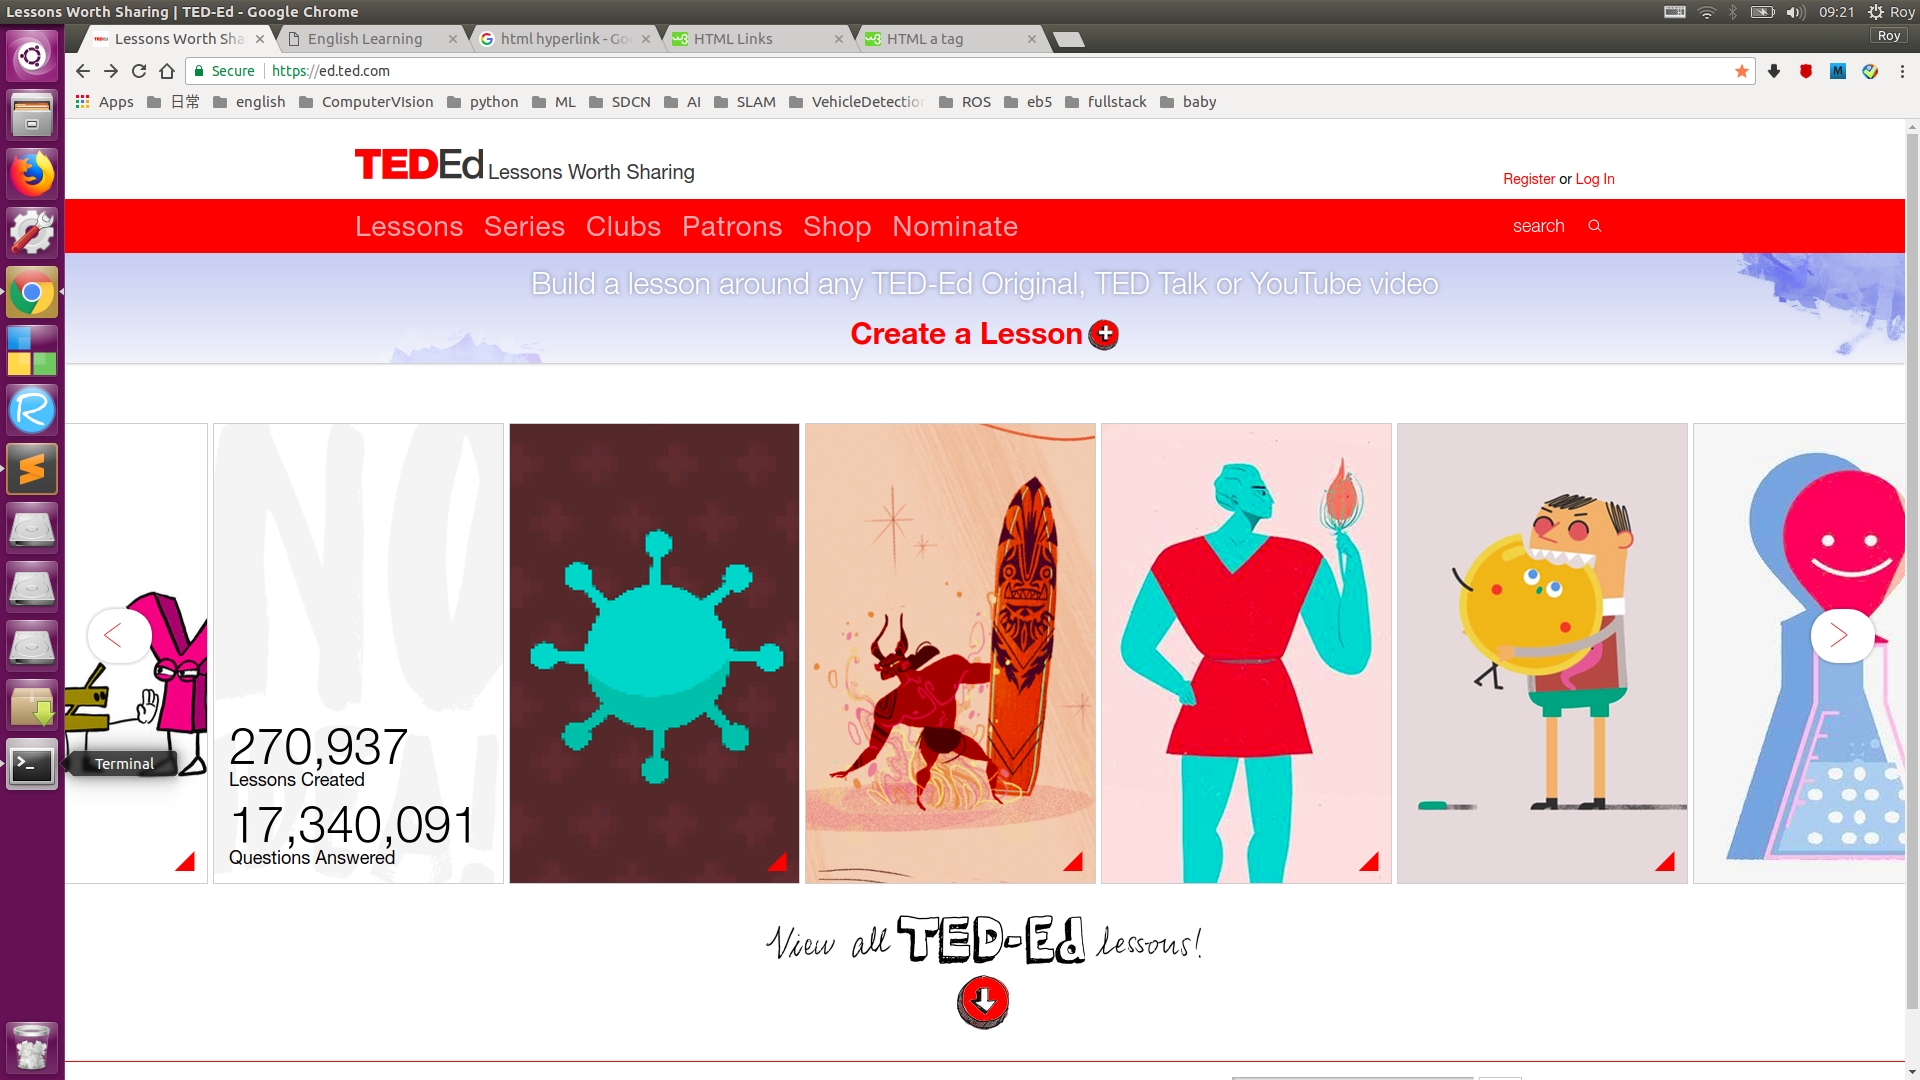 Lessons Worth Sharing | TED-Ed - Google Chrome
09:21
Roy
Lessons Worth Sha
English Learning
html hyperlink - Go
HTML Links
HTML a tag
Roy
Secure
https://ed.ted.com
Apps
日常
english
ComputerVIsion
python
ML
SDCN
AI
SLAM
VehicleDetection
ROS
eb5
fullstack
baby
TEDEd Lessons Worth Sharing
Register or Log In
Lessons Series Clubs Patrons Shop Nominate
search
Build a lesson around any TED-Ed Original, TED Talk or YouTube video
Create a Lesson
270,937
Lessons Created
17,340,091
Questions Answered
Terminal
View all TED-Ed lessons!